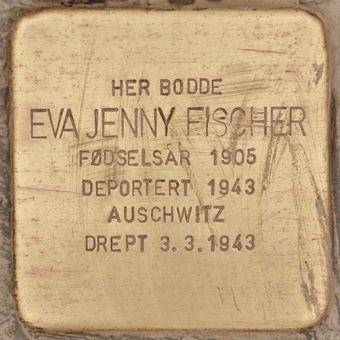 HER BODDE
EVA JENNY FISCHER
FØDSELSÅR 1905
DEPORTERT 1943
AUSCHWITZ
DREPT 3.3.1943